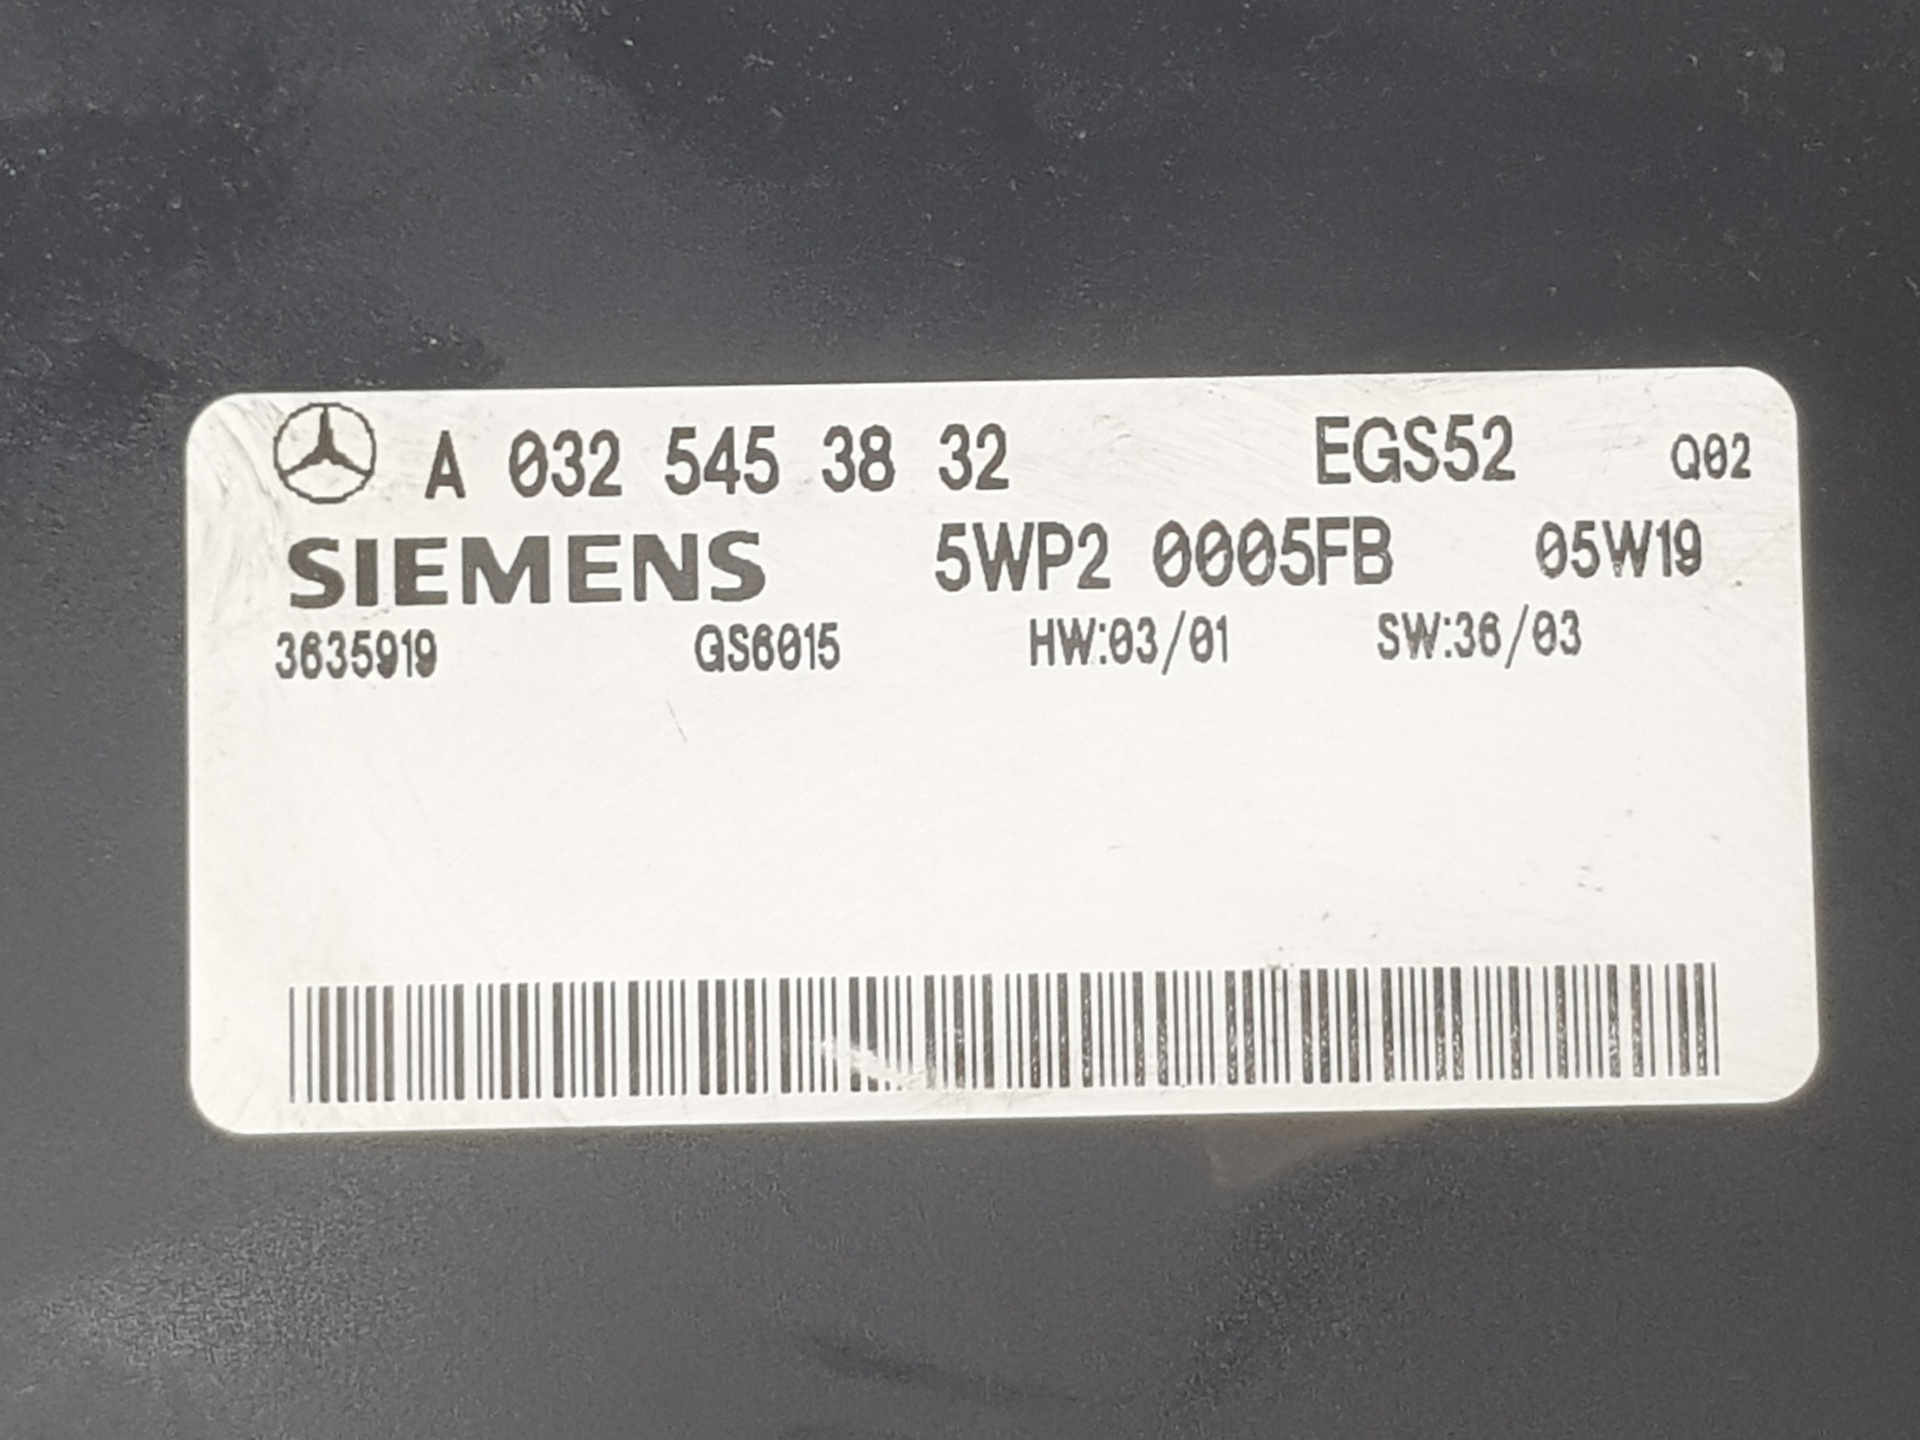 A 032 545 38 32 EGS52 Q02
SIEMENS 5WP2 0005FB 05W19
3635919 GS6015 HW:03/01 SW:36/03